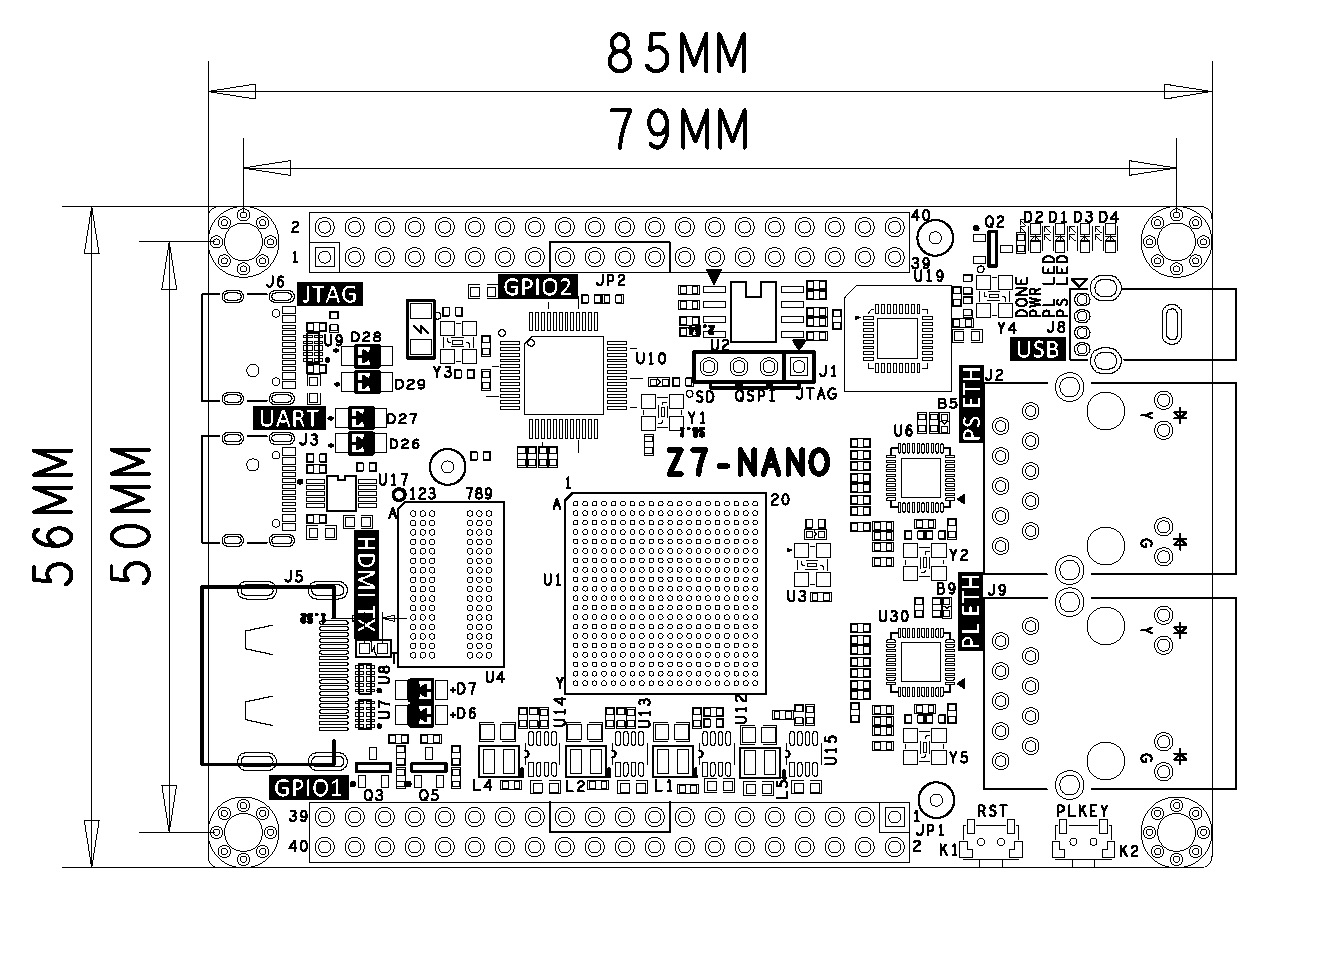 85MM
79MM
56MM
50MM
2
1
40
39
Q2
D2 D1 D3 D4
J6
JTAG
GPIO2
JP2
U19
DONE
PWR
PL LED
PS LED
Y4
J8
USB
U9
D28
D29
Y3
U10
U2
J1
SD QSPI JTAG
UART
D27
D26
J3
Y1
PS ETH
J2
B5
U6
Y
G
Z7-NANO
U17
123 789
A
1
20
A
U1
Y
HDMI TX
J5
U3
Y2
B9
PL ETH
J9
U30
Y
G
U8
U7
U4
D7
D6
U14
U13
U12
U15
Y5
L4
L2
L1
L5
GPIO1
Q3
Q5
39
40
1
2
JP1
RST
PLKEY
K1
K2